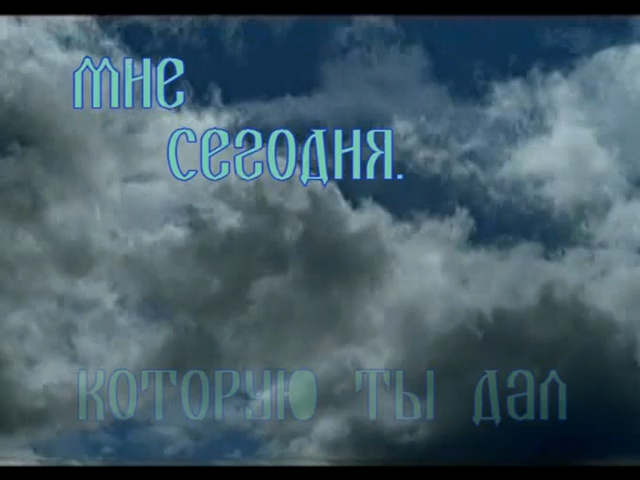 мне
сегодня.
которую ты дал